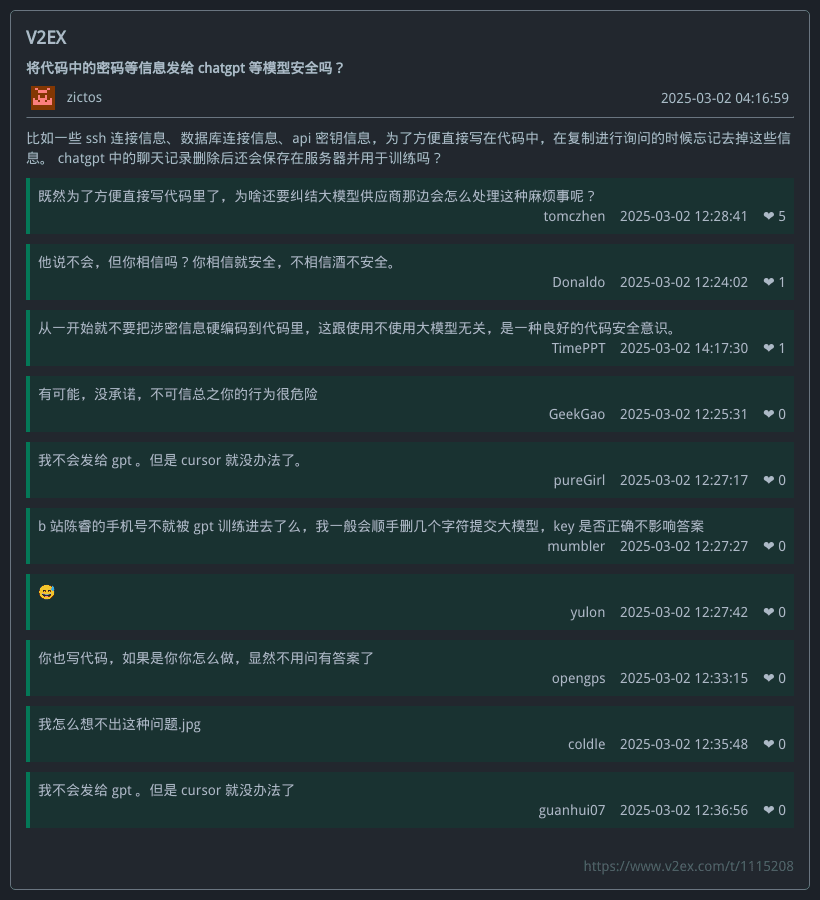 V2EX
将代码中的密码等信息发给 chatgpt 等模型安全吗？
zictos 2025-03-02 04:16:59
比如一些 ssh 连接信息、数据库连接信息、api 密钥信息，为了方便直接写在代码中，在复制进行询问的时候忘记去掉这些信
息。 chatgpt 中的聊天记录删除后还会保存在服务器并用于训练吗？
既然为了方便直接写代码里了，为啥还要纠结大模型供应商那边会怎么处理这种麻烦事呢？
tomczhen 2025-03-02 12:28:41 ❤ 5
他说不会，但你相信吗？你相信就安全，不相信酒不安全。
Donaldo 2025-03-02 12:24:02 ❤ 1
从一开始就不要把涉密信息硬编码到代码里，这跟使用不使用大模型无关，是一种良好的代码安全意识。
TimePPT 2025-03-02 14:17:30 ❤ 1
有可能，没承诺，不可信总之你的行为很危险
GeekGao 2025-03-02 12:25:31 ❤ 0
我不会发给 gpt 。但是 cursor 就没办法了。
pureGirl 2025-03-02 12:27:17 ❤ 0
b 站陈睿的手机号不就被 gpt 训练进去了么，我一般会顺手删几个字符提交大模型，key 是否正确不影响答案
mumbler 2025-03-02 12:27:27 ❤ 0
😅
yulon 2025-03-02 12:27:42 ❤ 0
你也写代码，如果是你你怎么做，显然不用问有答案了
opengps 2025-03-02 12:33:15 ❤ 0
我怎么想不出这种问题.jpg
coldle 2025-03-02 12:35:48 ❤ 0
我不会发给 gpt 。但是 cursor 就没办法了
guanhui07 2025-03-02 12:36:56 ❤ 0
https://www.v2ex.com/t/1115208